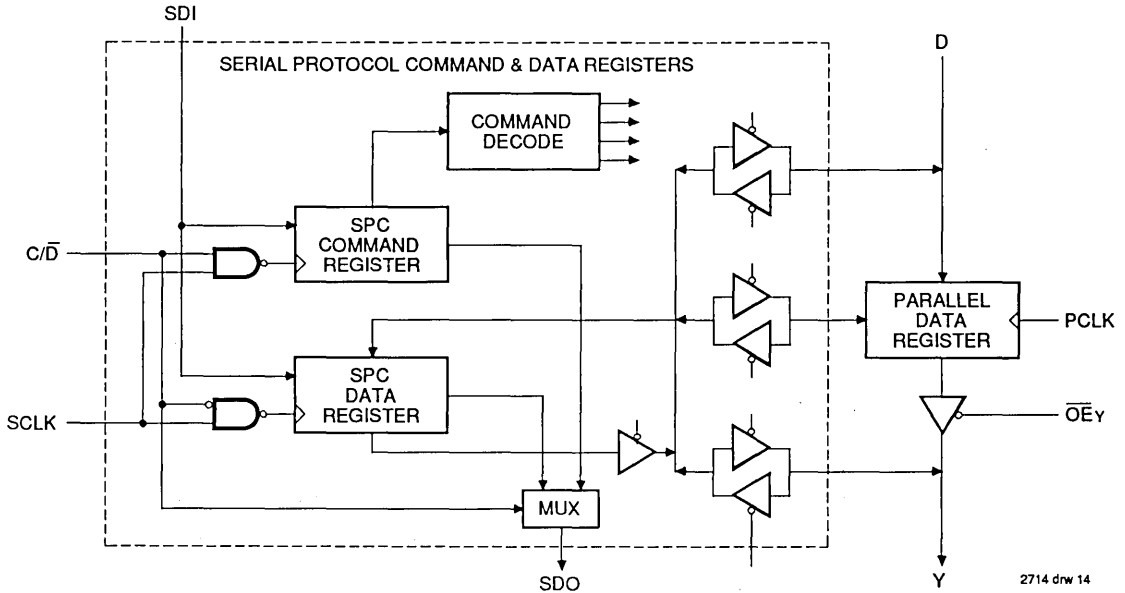 SDI
D
SERIAL PROTOCOL COMMAND & DATA REGISTERS
COMMAND
DECODE
SPC
COMMAND
REGISTER
C/D̅
PARALLEL
DATA
REGISTER
PCLK
SPC
DATA
REGISTER
SCLK
O̅E̅Y
MUX
SDO
Y
2714 drw 14